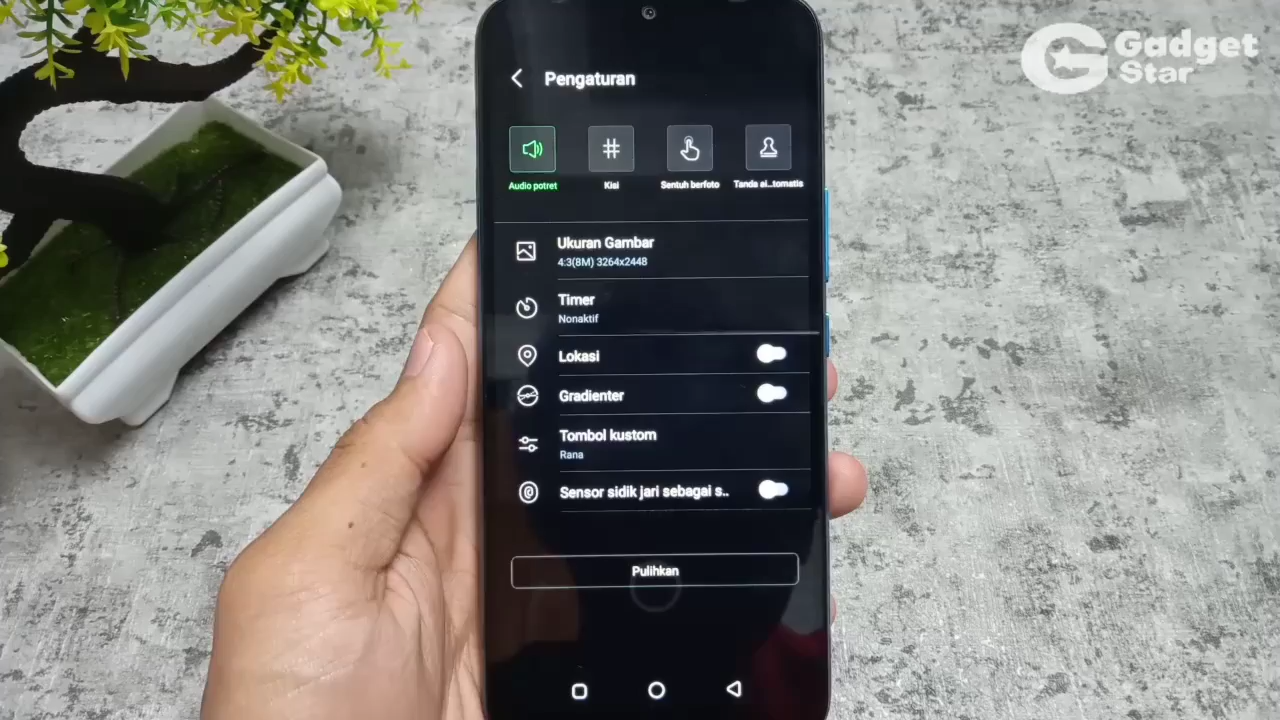 Gadget
Star
Pengaturan
Audio potret
Kisi
Sentuh berfoto
Tanda ai...tomatis
Ukuran Gambar
4:3(8M) 3264x2448
Timer
Nonaktif
Lokasi
Gradienter
Tombol kustom
Rana
Sensor sidik jari sebagai s..
Pulihkan